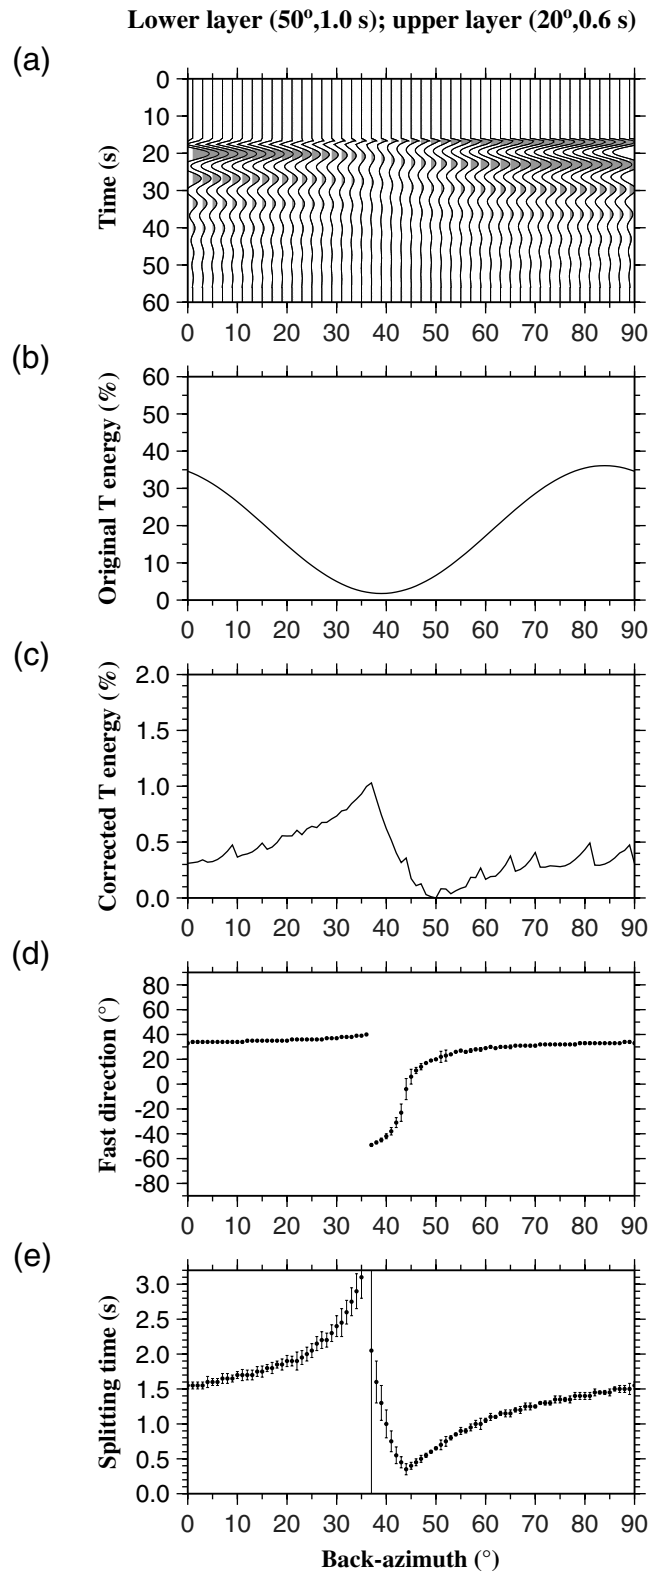 Lower layer (50°,1.0 s); upper layer (20°,0.6 s)
(a)
Time (s)
0
10
20
30
40
50
60
0 10 20 30 40 50 60 70 80 90
(b)
Original T energy (%)
60
50
40
30
20
10
0
0 10 20 30 40 50 60 70 80 90
(c)
Corrected T energy (%)
2.0
1.5
1.0
0.5
0.0
0 10 20 30 40 50 60 70 80 90
(d)
Fast direction (°)
80
60
40
20
0
-20
-40
-60
-80
0 10 20 30 40 50 60 70 80 90
(e)
Splitting time (s)
3.0
2.5
2.0
1.5
1.0
0.5
0.0
0 10 20 30 40 50 60 70 80 90
Back-azimuth (°)